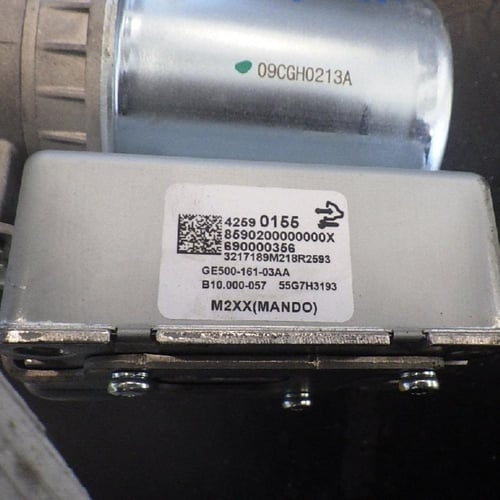 09CGH0213A
4259 0155
8590200000000X
690000356
3217189M218R2593
GE500-161-03AA
B10.000-057 55G7H3193
M2XX(MANDO)